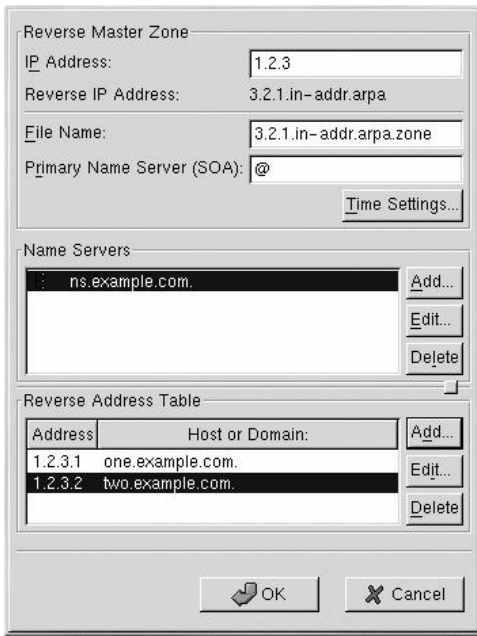 Reverse Master Zone
IP Address: 1.2.3
Reverse IP Address: 3.2.1.in-addr.arpa
File Name: 3.2.1.in-addr.arpa.zone
Primary Name Server (SOA): @
Time Settings...
Name Servers
ns.example.com. Add...
Edit...
Delete
Reverse Address Table
Address Host or Domain: Add...
1.2.3.1 one.example.com. Edit...
1.2.3.2 two.example.com.
Delete
OK Cancel